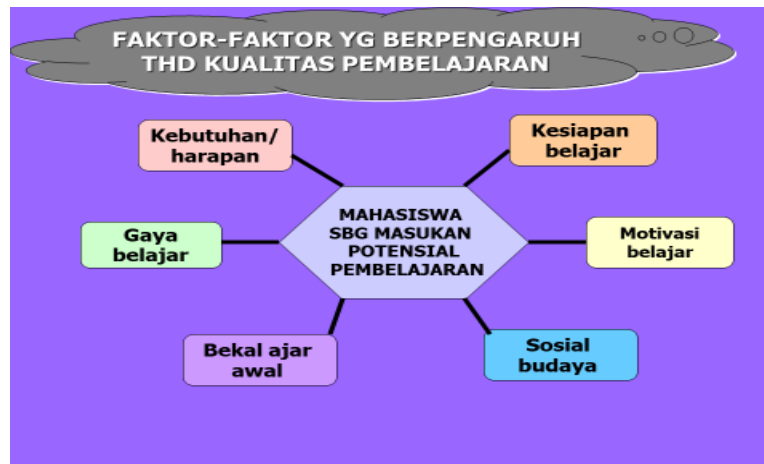 FAKTOR-FAKTOR YG BERPENGARUH
THD KUALITAS PEMBELAJARAN
Kebutuhan/
harapan
Kesiapan
belajar
Gaya
belajar
MAHASISWA
SBG MASUKAN
POTENSIAL
PEMBELAJARAN
Motivasi
belajar
Bekal ajar
awal
Sosial
budaya